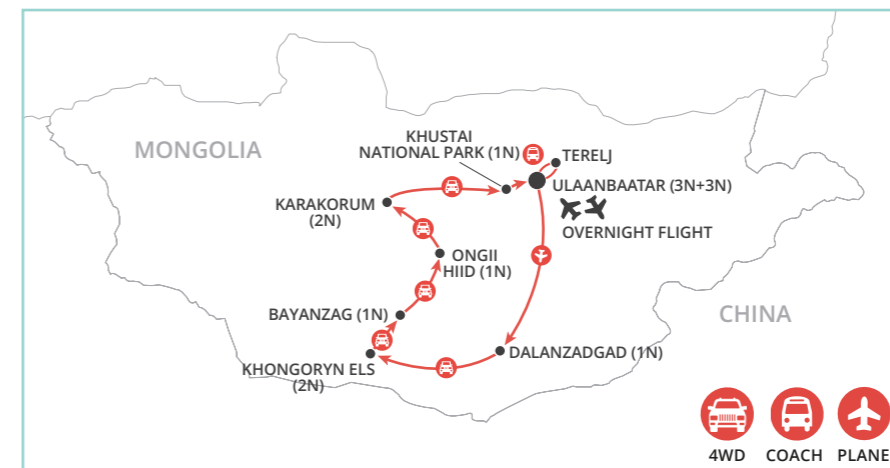 MONGOLIA
KHUSTAI
NATIONAL PARK (1N)
TERELJ
ULAANBAATAR (3N+3N)
KARAKORUM
(2N)
OVERNIGHT FLIGHT
ONGII
HIID (1N)
BAYANZAG (1N)
CHINA
DALANZADGAD (1N)
KHONGORYN ELS
(2N)
4WD
COACH
PLANE